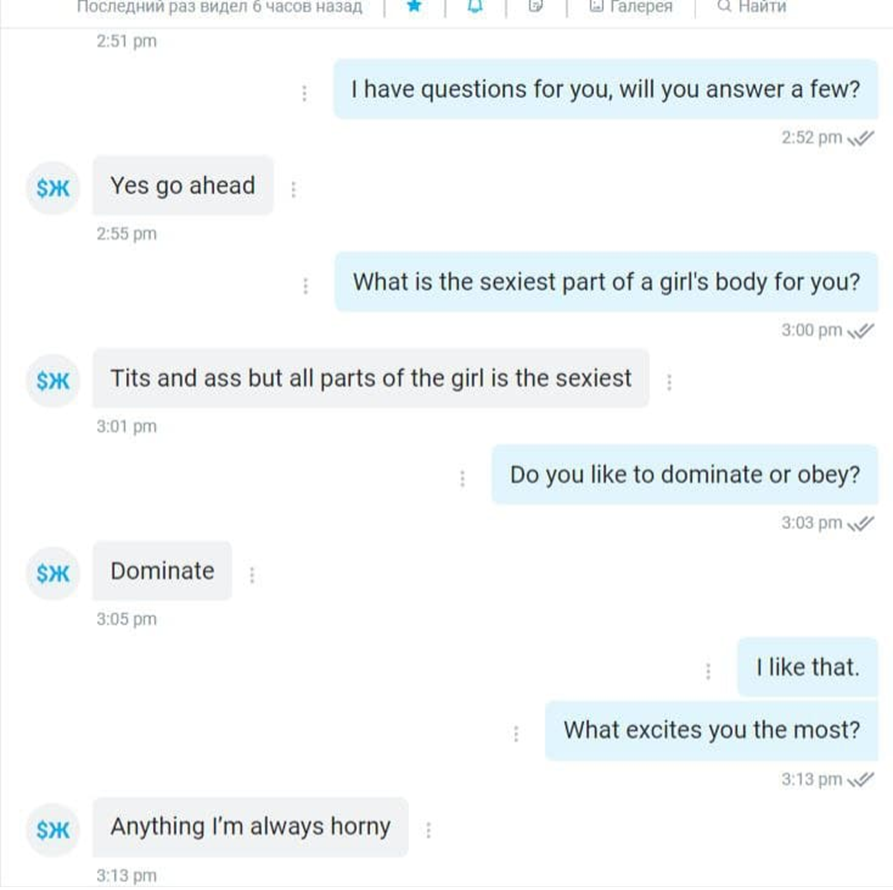 Последний раз видел 6 часов назад Галерея Найти
2:51 pm
I have questions for you, will you answer a few?
2:52 pm
$Ж Yes go ahead
2:55 pm
What is the sexiest part of a girl's body for you?
3:00 pm
$Ж Tits and ass but all parts of the girl is the sexiest
3:01 pm
Do you like to dominate or obey?
3:03 pm
$Ж Dominate
3:05 pm
I like that.
What excites you the most?
3:13 pm
$Ж Anything I'm always horny
3:13 pm